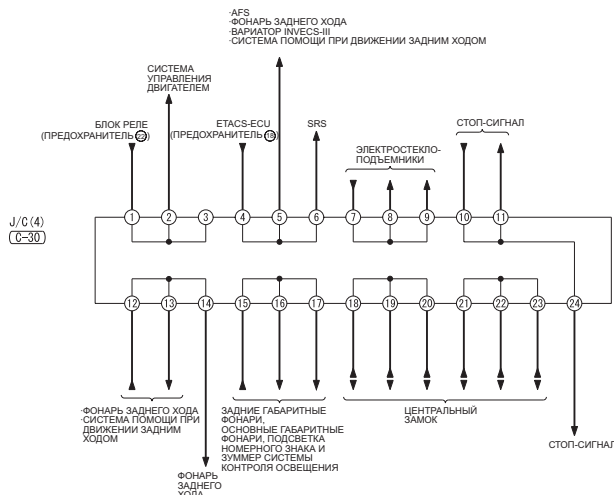 ·AFS
·ФОНАРЬ ЗАДНЕГО ХОДА
·ВАРИАТОР INVECS-III
·СИСТЕМА ПОМОЩИ ПРИ ДВИЖЕНИИ ЗАДНИМ ХОДОМ
СИСТЕМА
УПРАВЛЕНИЯ
ДВИГАТЕЛЕМ
БЛОК РЕЛЕ
(ПРЕДОХРАНИТЕЛЬ 22)
ETACS-ECU
(ПРЕДОХРАНИТЕЛЬ 18)
SRS
ЭЛЕКТРОСТЕКЛО-
ПОДЪЕМНИКИ
СТОП-СИГНАЛ
1 2 3 4 5 6 7 8 9 10 11
J/C(4)
C-30
12 13 14 15 16 17 18 19 20 21 22 23 24
·ФОНАРЬ ЗАДНЕГО ХОДА
·СИСТЕМА ПОМОЩИ ПРИ
ДВИЖЕНИИ ЗАДНИМ
ХОДОМ
ФОНАРЬ
ЗАДНЕГО
ХОДА
ЗАДНИЕ ГАБАРИТНЫЕ
ФОНАРИ,
ОСНОВНЫЕ ГАБАРИТНЫЕ
ФОНАРИ, ПОДСВЕТКА
НОМЕРНОГО ЗНАКА И
ЗУММЕР СИСТЕМЫ
КОНТРОЛЯ ОСВЕЩЕНИЯ
ЦЕНТРАЛЬНЫЙ
ЗАМОК
СТОП-СИГНАЛ